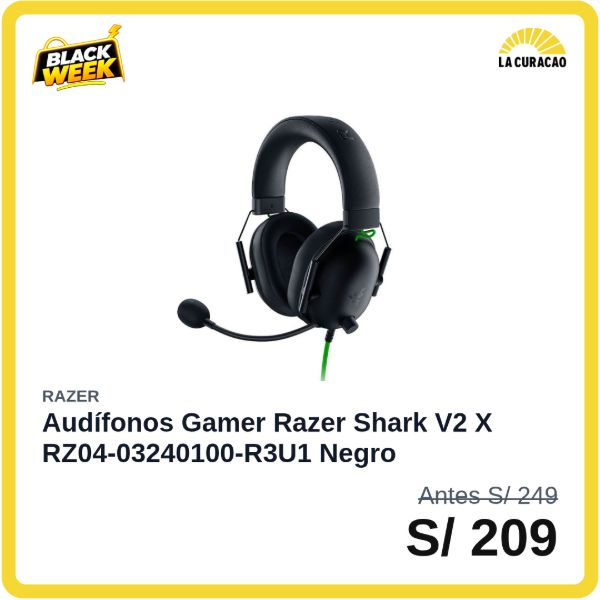 BLACK
WEEK
LA CURACAO
RAZER
Audífonos Gamer Razer Shark V2 X
RZ04-03240100-R3U1 Negro
Antes S/ 249
S/ 209